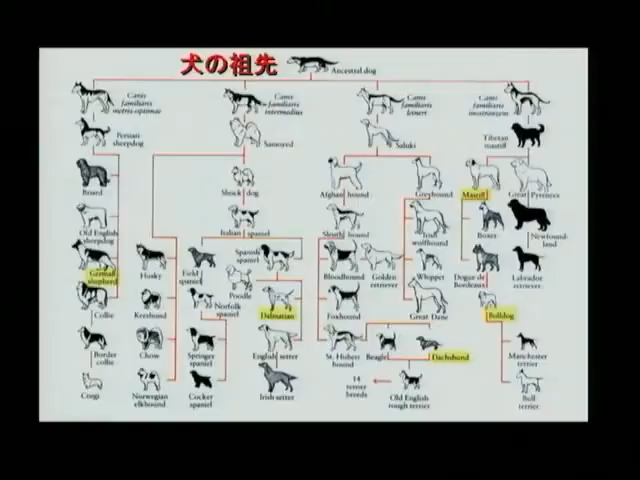 犬の祖先
Ancestral dog
Canis
familiaris
metris-optimae
Canis
familiaris
intermedius
Canis
familiaris
leineri
Canis
familiaris
inostranzewi
Persian
sheepdog
Samoyed
Saluki
Tibetan
mastiff
Briard
Shock dog
Afghan hound
Greyhound
Mastiff
Great Pyrenees
Old English
sheepdog
Italian spaniel
Sleuth hound
Irish
wolfhound
Boxer
Newfound-
land
German
shepherd
Husky
Field
spaniel
Spanish
spaniel
Bloodhound
Golden
retriever
Whippet
Dogue de
Bordeaux
Labrador
retriever
Collie
Keeshond
Norfolk
spaniel
Poodle
Dalmatian
Foxhound
Great Dane
Bulldog
Border
collie
Chow
Springer
spaniel
English setter
St. Hubert
hound
Beagle
Dachshund
Manchester
terrier
Corgi
Norwegian
elkhound
Cocker
spaniel
Irish setter
14
terrier
breeds
Old English
rough terrier
Bull
terrier